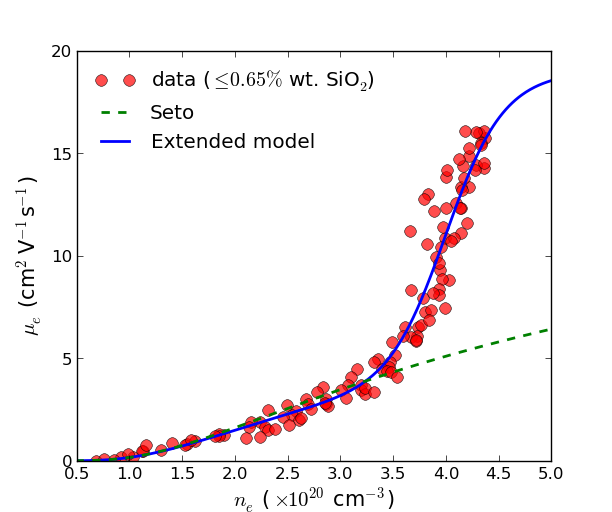 20
15
10
5
0
μₑ (cm² V⁻¹ s⁻¹)
data (≤0.65% wt. SiO₂)
Seto
Extended model
0.5 1.0 1.5 2.0 2.5 3.0 3.5 4.0 4.5 5.0
nₑ (×10²⁰ cm⁻³)